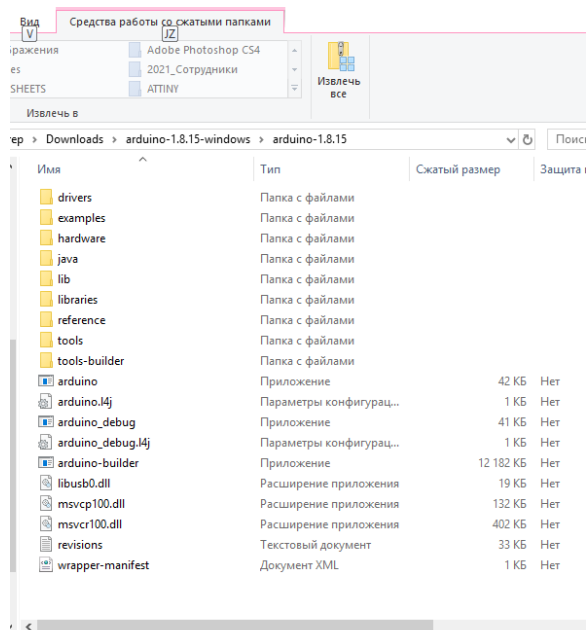 Вид Средства работы со сжатыми папками
V JZ
Adobe Photoshop CS4
2021_Сотрудники
SHEETS ATTINY
Извлечь все
Извлечь в
Downloads > arduino-1.8.15-windows > arduino-1.8.15
Имя Тип Сжатый размер
drivers Папка с файлами
examples Папка с файлами
hardware Папка с файлами
java Папка с файлами
lib Папка с файлами
libraries Папка с файлами
reference Папка с файлами
tools Папка с файлами
tools-builder Папка с файлами
arduino Приложение 42 КБ Нет
arduino.l4j Параметры конфигурац... 1 КБ Нет
arduino_debug Приложение 41 КБ Нет
arduino_debug.l4j Параметры конфигурац... 1 КБ Нет
arduino-builder Приложение 12 182 КБ Нет
libusb0.dll Расширение приложения 19 КБ Нет
msvcp100.dll Расширение приложения 132 КБ Нет
msvcr100.dll Расширение приложения 402 КБ Нет
revisions Текстовый документ 33 КБ Нет
wrapper-manifest Документ XML 1 КБ Нет